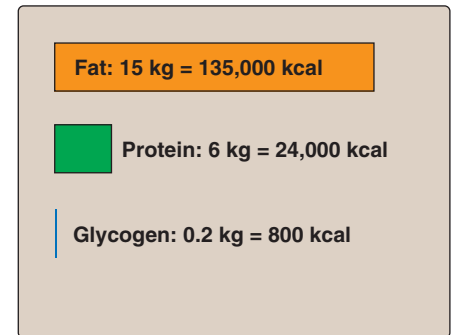 Fat: 15 kg = 135,000 kcal
Protein: 6 kg = 24,000 kcal
Glycogen: 0.2 kg = 800 kcal